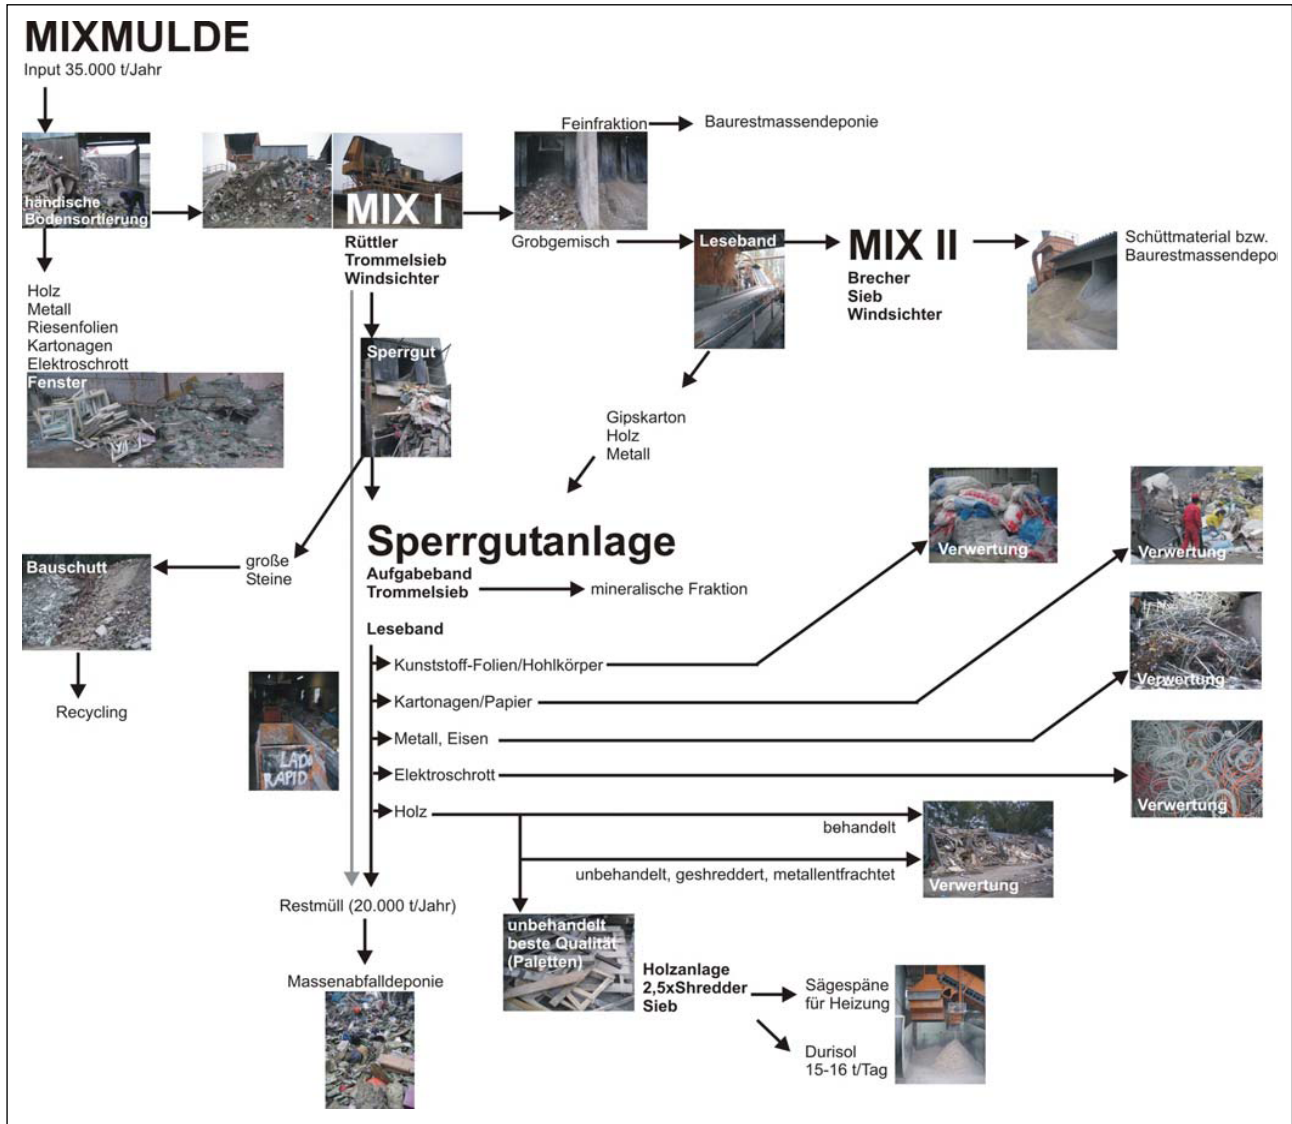 MIXMULDE
Input 35.000 t/Jahr
händische
Bodensortierung
Holz
Metall
Riesenfolien
Kartonagen
Elektroschrott
Fenster
MIX I
Rüttler
Trommelsieb
Windsichter
Feinfraktion
Baurestmassendeponie
Grobgemisch
Leseband
MIX II
Brecher
Sieb
Windsichter
Schüttmaterial bzw.
Baurestmassendepo
Sperrgut
Gipskarton
Holz
Metall
große
Steine
Bauschutt
Recycling
Sperrgutanlage
Aufgabeband
Trommelsieb
mineralische Fraktion
Leseband
Kunststoff-Folien/Hohlkörper
Verwertung
Kartonagen/Papier
Verwertung
Metall, Eisen
Verwertung
Elektroschrott
Verwertung
LADU
RAPID
Holz
behandelt
unbehandelt, geshreddert, metallentfrachtet
Verwertung
Restmüll (20.000 t/Jahr)
Massenabfalldeponie
unbehandelt
beste Qualität
(Paletten)
Holzanlage
2,5xShredder
Sieb
Sägespäne
für Heizung
Durisol
15-16 t/Tag